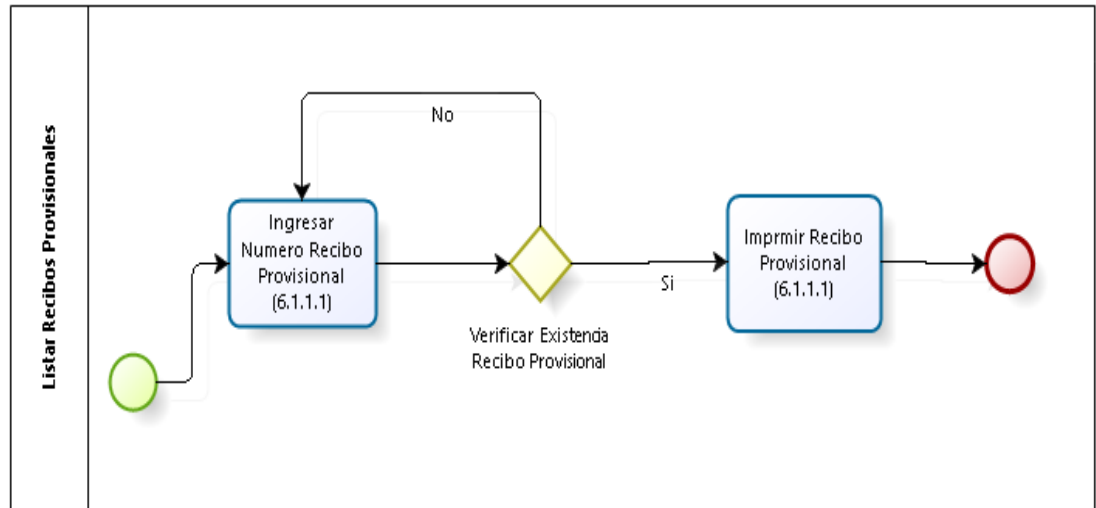 Listar Recibos Provisionales
No
Ingresar
Numero Recibo
Provisional
(6.1.1.1)
Si
Verificar Existencia
Recibo Provisional
Imprmir Recibo
Provisional
(6.1.1.1)